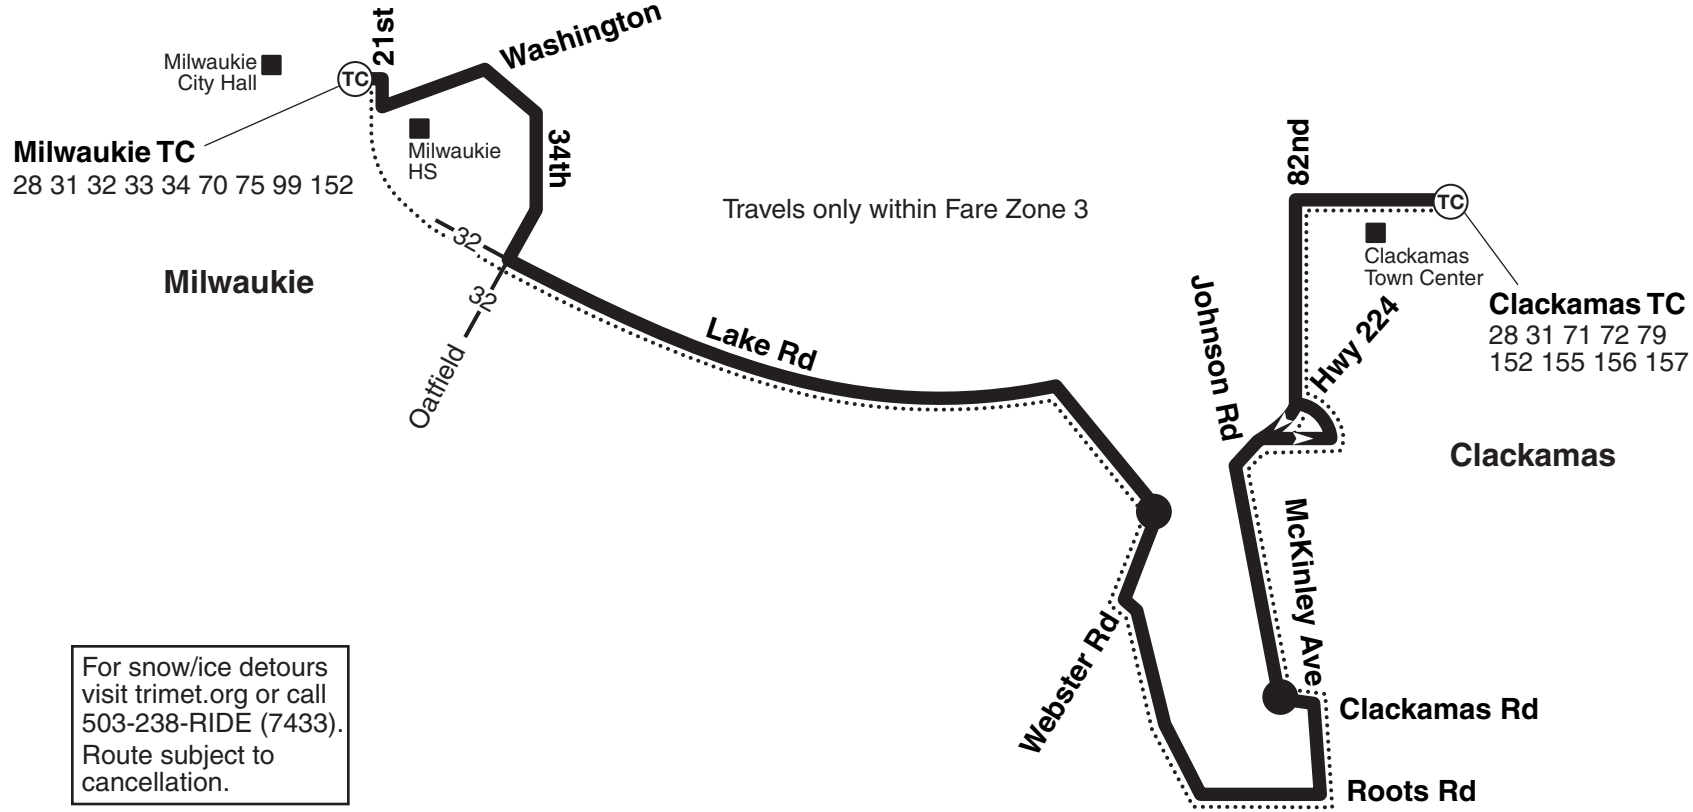 21st
Washington
Milwaukie
City Hall
TC
Milwaukie TC
28 31 32 33 34 70 75 99 152
Milwaukie
HS
34th
82nd
TC
Travels only within Fare Zone 3
32
Clackamas
Town Center
Milwaukie
32
Johnson Rd
Hwy 224
Clackamas TC
28 31 71 72 79
152 155 156 157
Lake Rd
Oatfield
Clackamas
McKinley Ave
Webster Rd
Clackamas Rd
Roots Rd
For snow/ice detours
visit trimet.org or call
503-238-RIDE (7433).
Route subject to
cancellation.